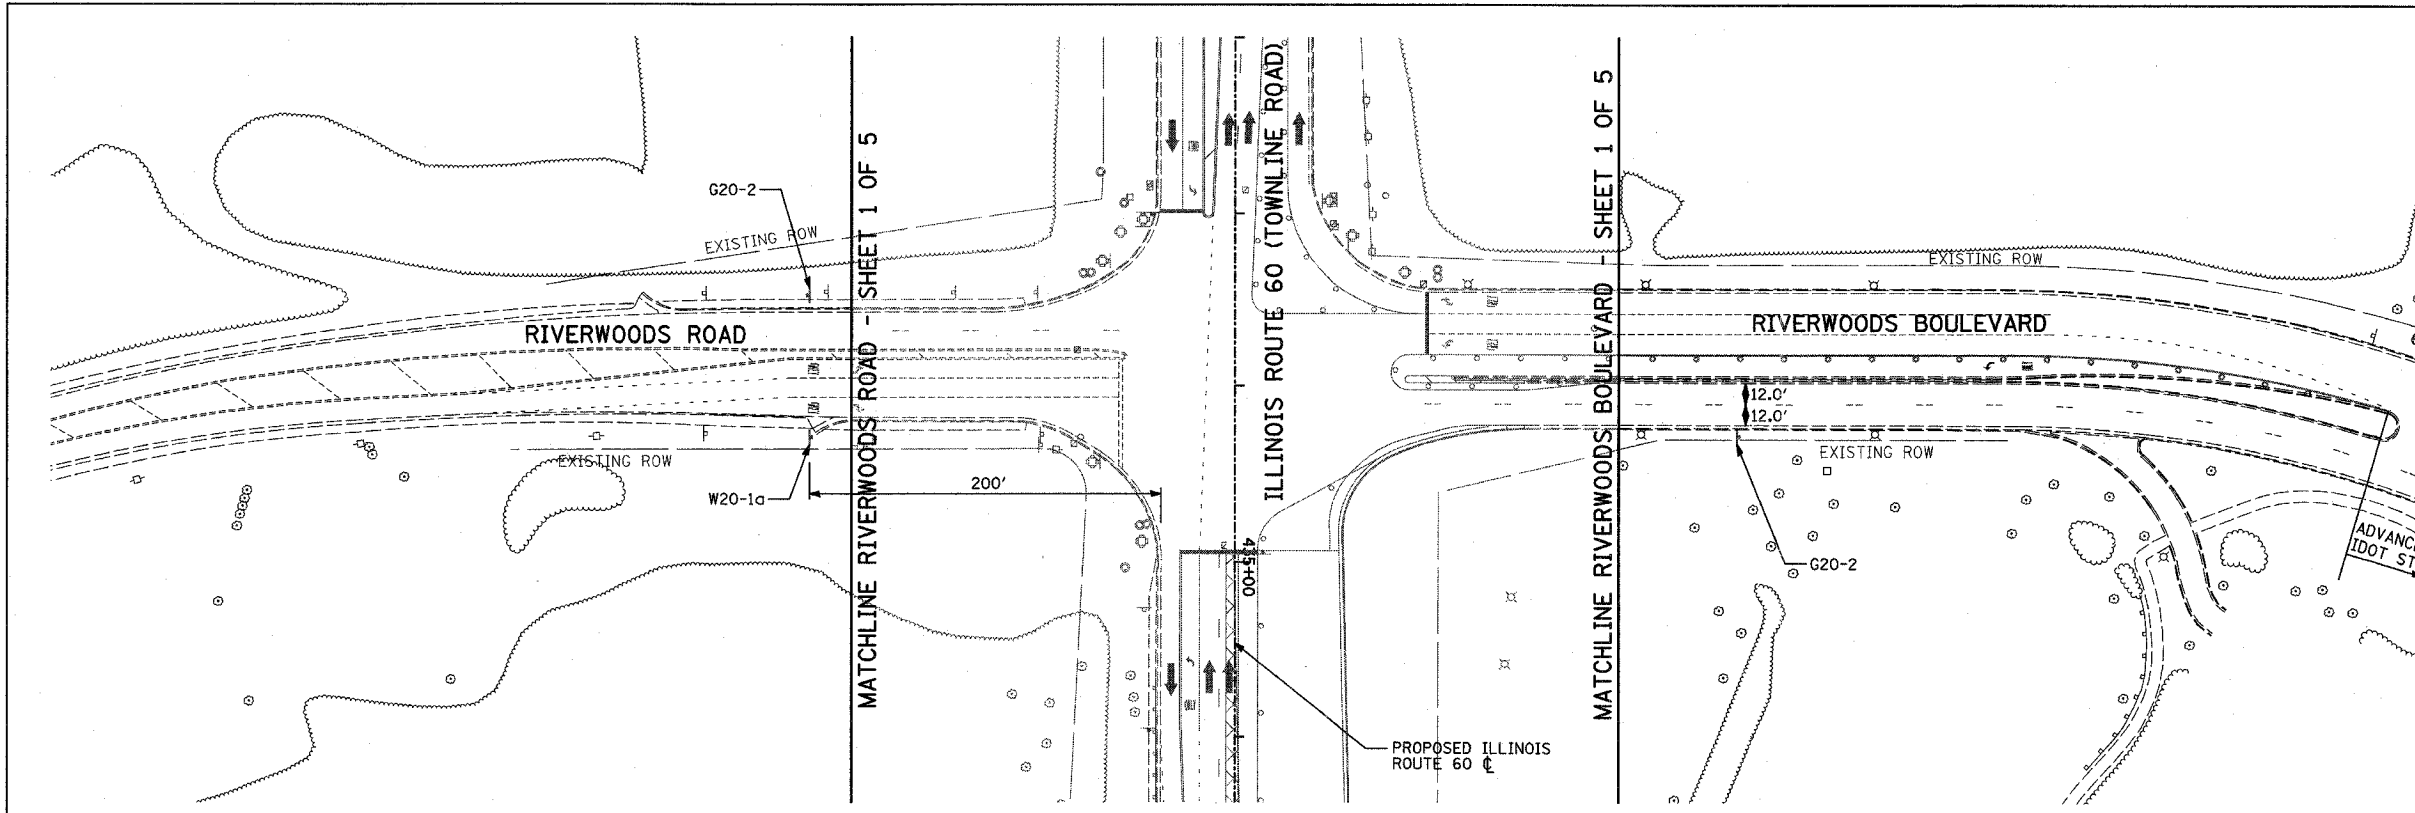 MATCHLINE RIVERWOODS ROAD - SHEET 1 OF 5
ILLINOIS ROUTE 60 (TOWNLINE ROAD)
MATCHLINE RIVERWOODS BOULEVARD - SHEET 1 OF 5
G20-2
EXISTING ROW
EXISTING ROW
RIVERWOODS ROAD
RIVERWOODS BOULEVARD
12.0'
12.0'
EXISTING ROW
EXISTING ROW
200'
W20-1a
435+00
G20-2
IDOT
PROPOSED ILLINOIS
ROUTE 60 ℄